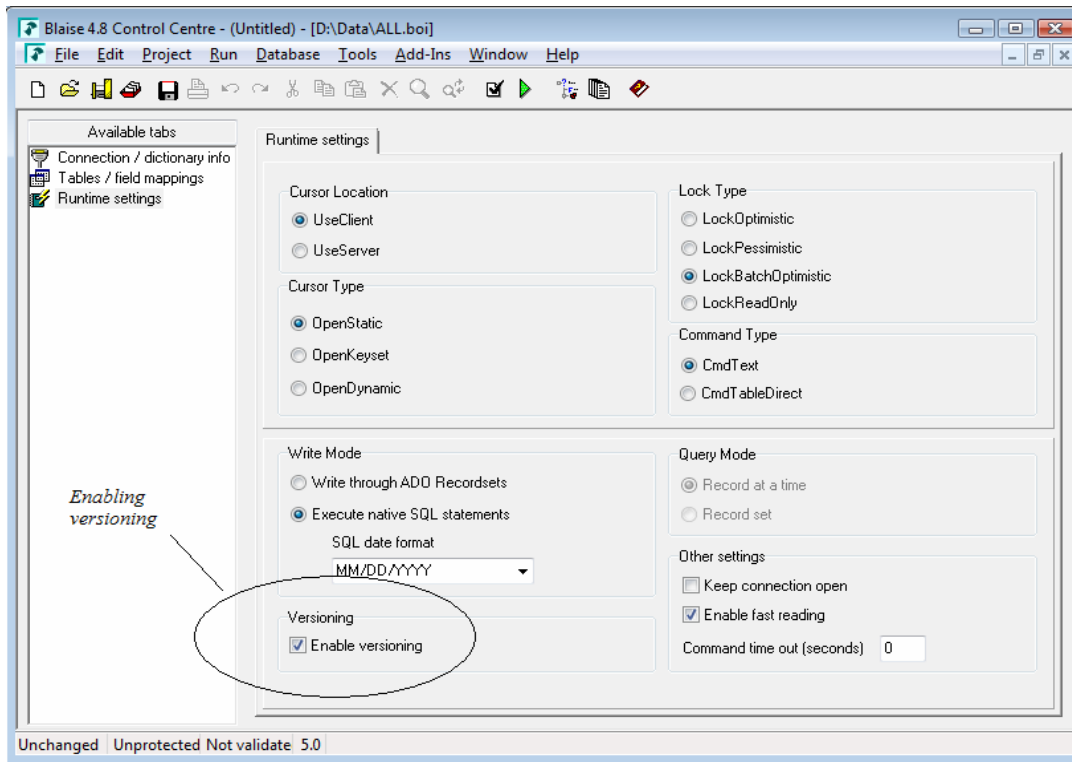 Blaise 4.8 Control Centre - (Untitled) - [D:\Data\ALL.boi]
File Edit Project Run Database Tools Add-Ins Window Help
Available tabs
Connection / dictionary info
Tables / field mappings
Runtime settings
Runtime settings
Cursor Location
UseClient
UseServer
Cursor Type
OpenStatic
OpenKeyset
OpenDynamic
Lock Type
LockOptimistic
LockPessimistic
LockBatchOptimistic
LockReadOnly
Command Type
CmdText
CmdTableDirect
Write Mode
Write through ADO Recordsets
Execute native SQL statements
SQL date format
MM/DD/YYYY
Versioning
Enable versioning
Query Mode
Record at a time
Record set
Other settings
Keep connection open
Enable fast reading
Command time out (seconds) 0
Enabling
versioning
Unchanged Unprotected Not validate 5.0